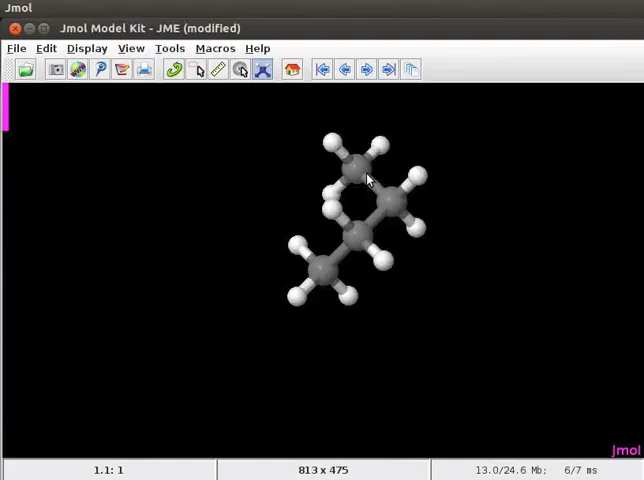 Jmol
Jmol Model Kit - JME (modified)
File Edit Display View Tools Macros Help
Jmol
1.1: 1 813 x 475 13.0/24.6 Mb; 6/7 ms